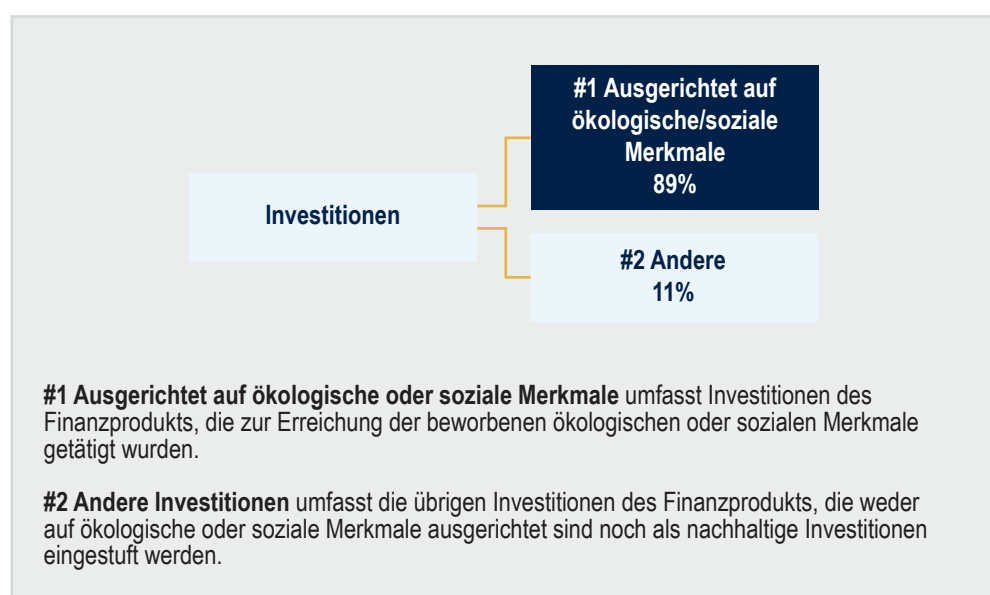 #1 Ausgerichtet auf
ökologische/soziale
Merkmale
89%
Investitionen
#2 Andere
11%
#1 Ausgerichtet auf ökologische oder soziale Merkmale umfasst Investitionen des
Finanzprodukts, die zur Erreichung der beworbenen ökologischen oder sozialen Merkmale
getätigt wurden.
#2 Andere Investitionen umfasst die übrigen Investitionen des Finanzprodukts, die weder
auf ökologische oder soziale Merkmale ausgerichtet sind noch als nachhaltige Investitionen
eingestuft werden.